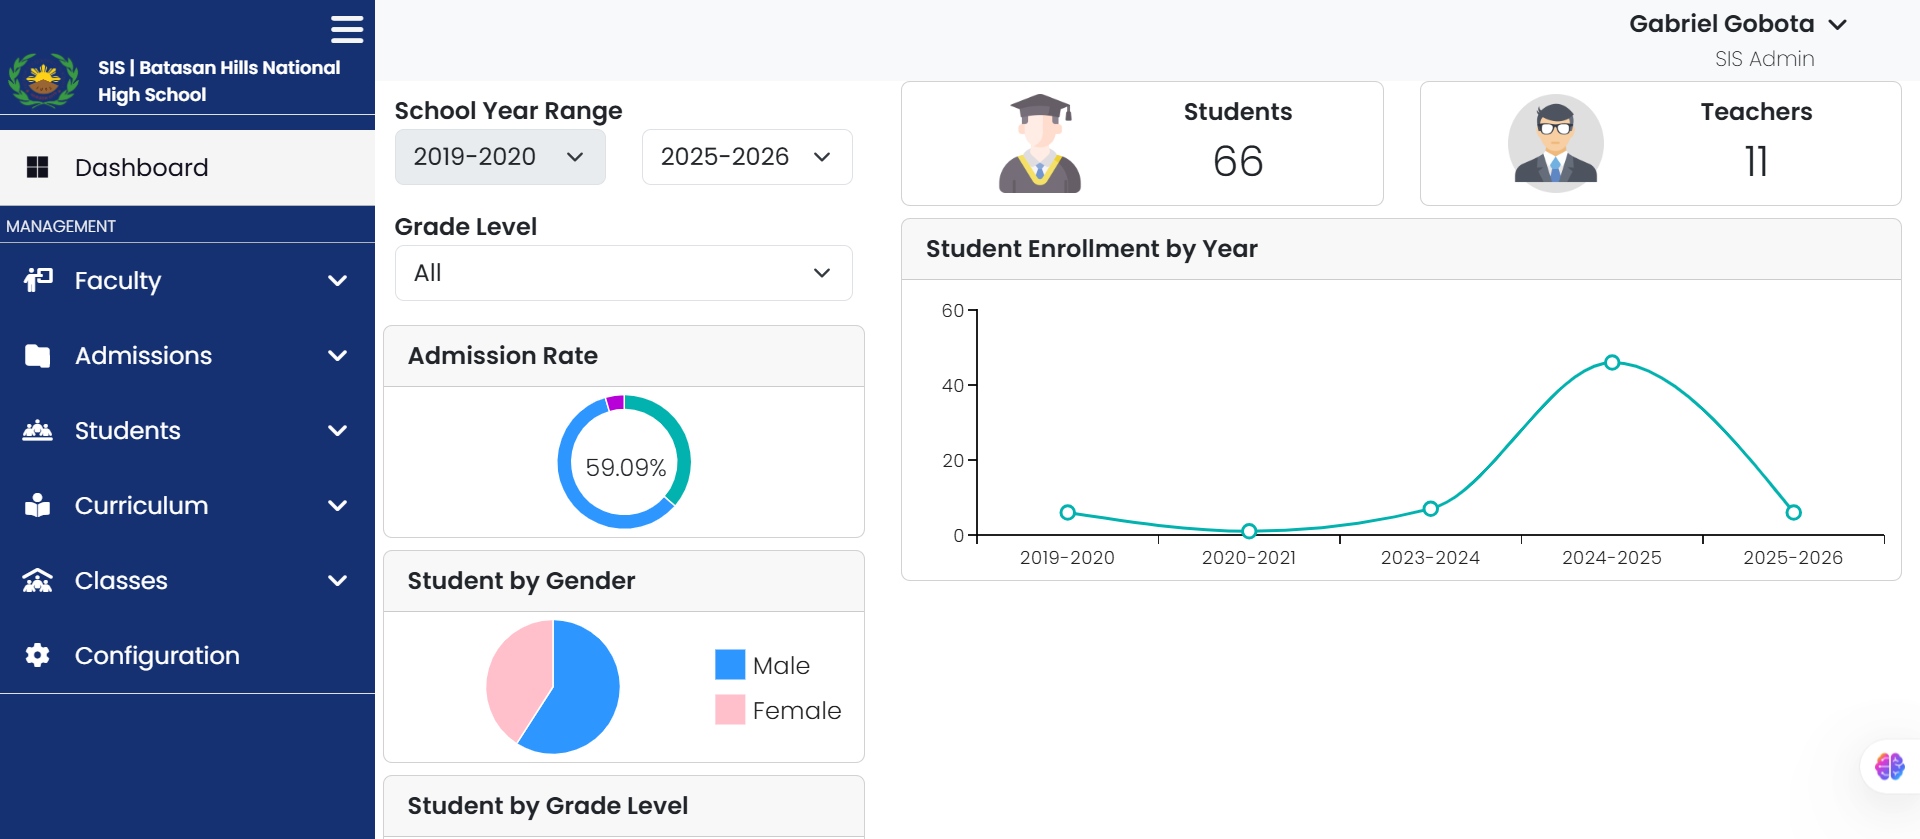 SIS | Batasan Hills National
High School
Dashboard
MANAGEMENT
Faculty
Admissions
Students
Curriculum
Classes
Configuration
Gabriel Gobota
SIS Admin
School Year Range
2019-2020
2025-2026
Grade Level
All
Admission Rate
59.09%
Student by Gender
Male
Female
Student by Grade Level
Students
66
Teachers
11
Student Enrollment by Year
60
40
20
0
2019-2020 2020-2021 2023-2024 2024-2025 2025-2026